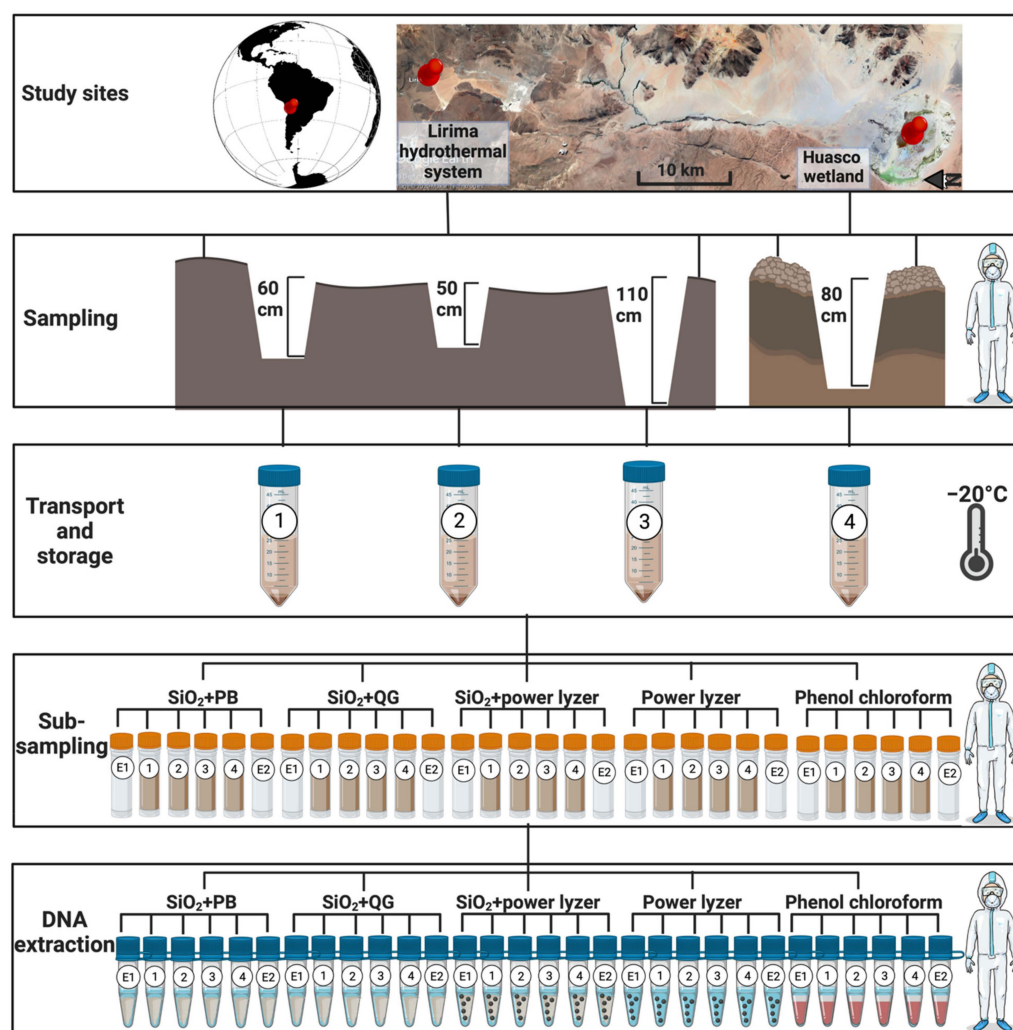 Study sites
Lirima
hydrothermal
system
10 km
Huasco
wetland
N
Sampling
60
cm
50
cm
110
cm
80
cm
Transport
and
storage
1
2
3
4
−20°C
Sub-
sampling
SiO₂+PB
SiO₂+QG
SiO₂+power lyzer
Power lyzer
Phenol chloroform
E1 1 2 3 4 E2 E1 1 2 3 4 E2 E1 1 2 3 4 E2 E1 1 2 3 4 E2 E1 1 2 3 4 E2
DNA
extraction
SiO₂+PB
SiO₂+QG
SiO₂+power lyzer
Power lyzer
Phenol chloroform
E1 1 2 3 4 E2 E1 1 2 3 4 E2 E1 1 2 3 4 E2 E1 1 2 3 4 E2 E1 1 2 3 4 E2